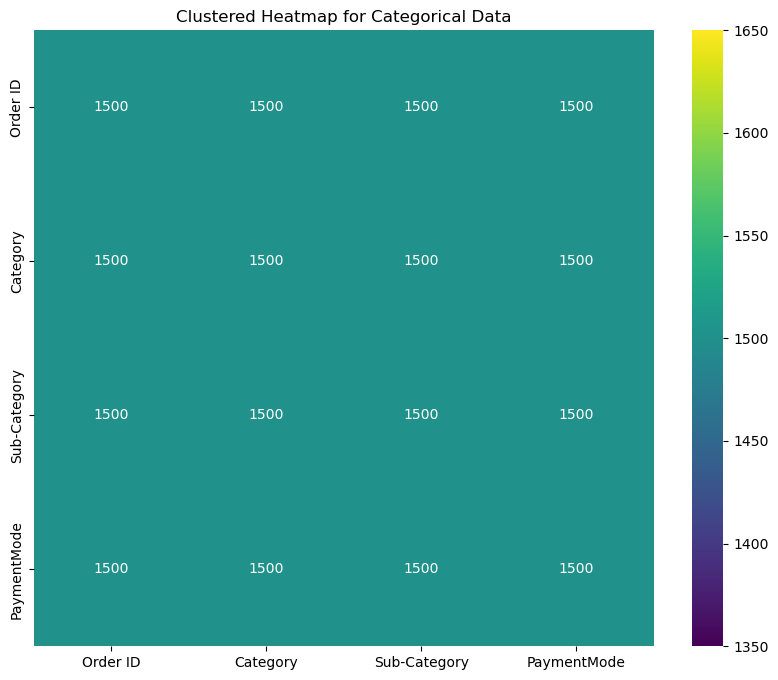 Clustered Heatmap for Categorical Data
Order ID
1500 1500 1500 1500
Category
1500 1500 1500 1500
Sub-Category
1500 1500 1500 1500
PaymentMode
1500 1500 1500 1500
Order ID Category Sub-Category PaymentMode
1650
1600
1550
1500
1450
1400
1350